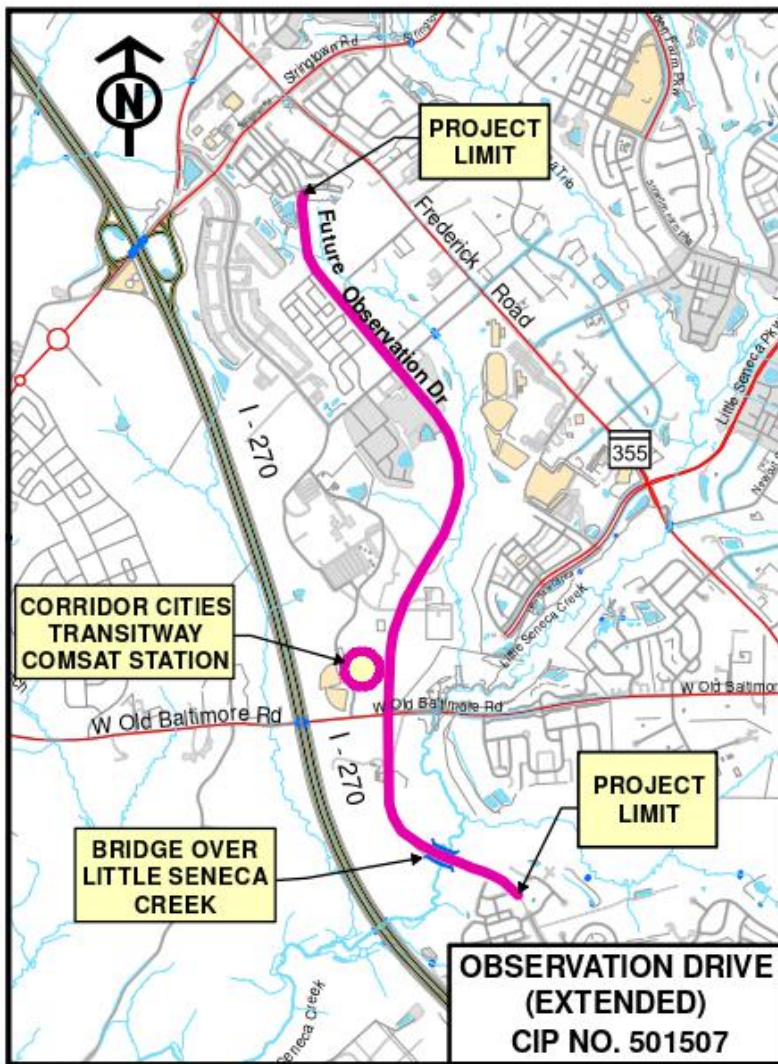 Stringtown Rd
Stringtown
N
PROJECT
LIMIT
Frederick Road
Future Observation Dr
Little Seneca Pkwy
355
I - 270
CORRIDOR CITIES
TRANSITWAY
COMSAT STATION
Little Seneca Creek
W Old Baltimore Rd
W Old Baltimore Rd
W Old Baltimore
I - 270
PROJECT
LIMIT
BRIDGE OVER
LITTLE SENECA
CREEK
Seneca Creek
OBSERVATION DRIVE
(EXTENDED)
CIP NO. 501507